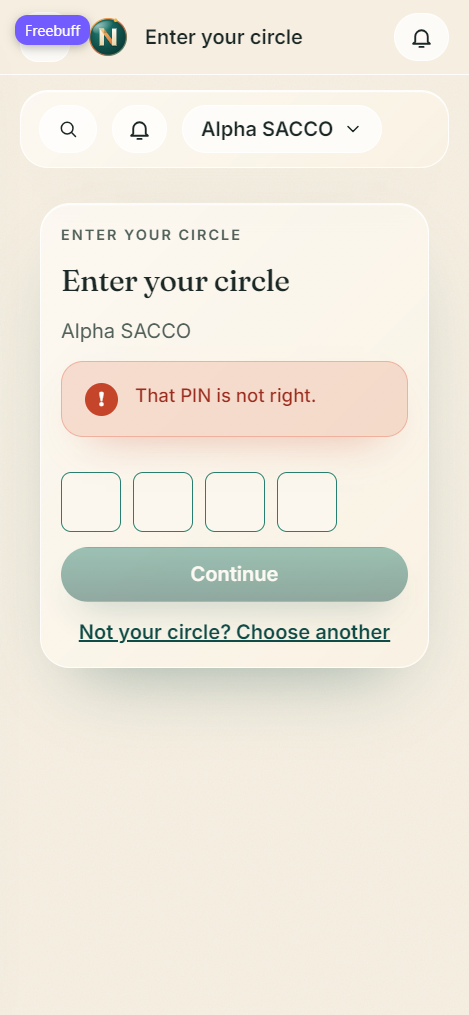 Freebuff
N
Enter your circle
Alpha SACCO
ENTER YOUR CIRCLE
Enter your circle
Alpha SACCO
That PIN is not right.
Continue
Not your circle? Choose another